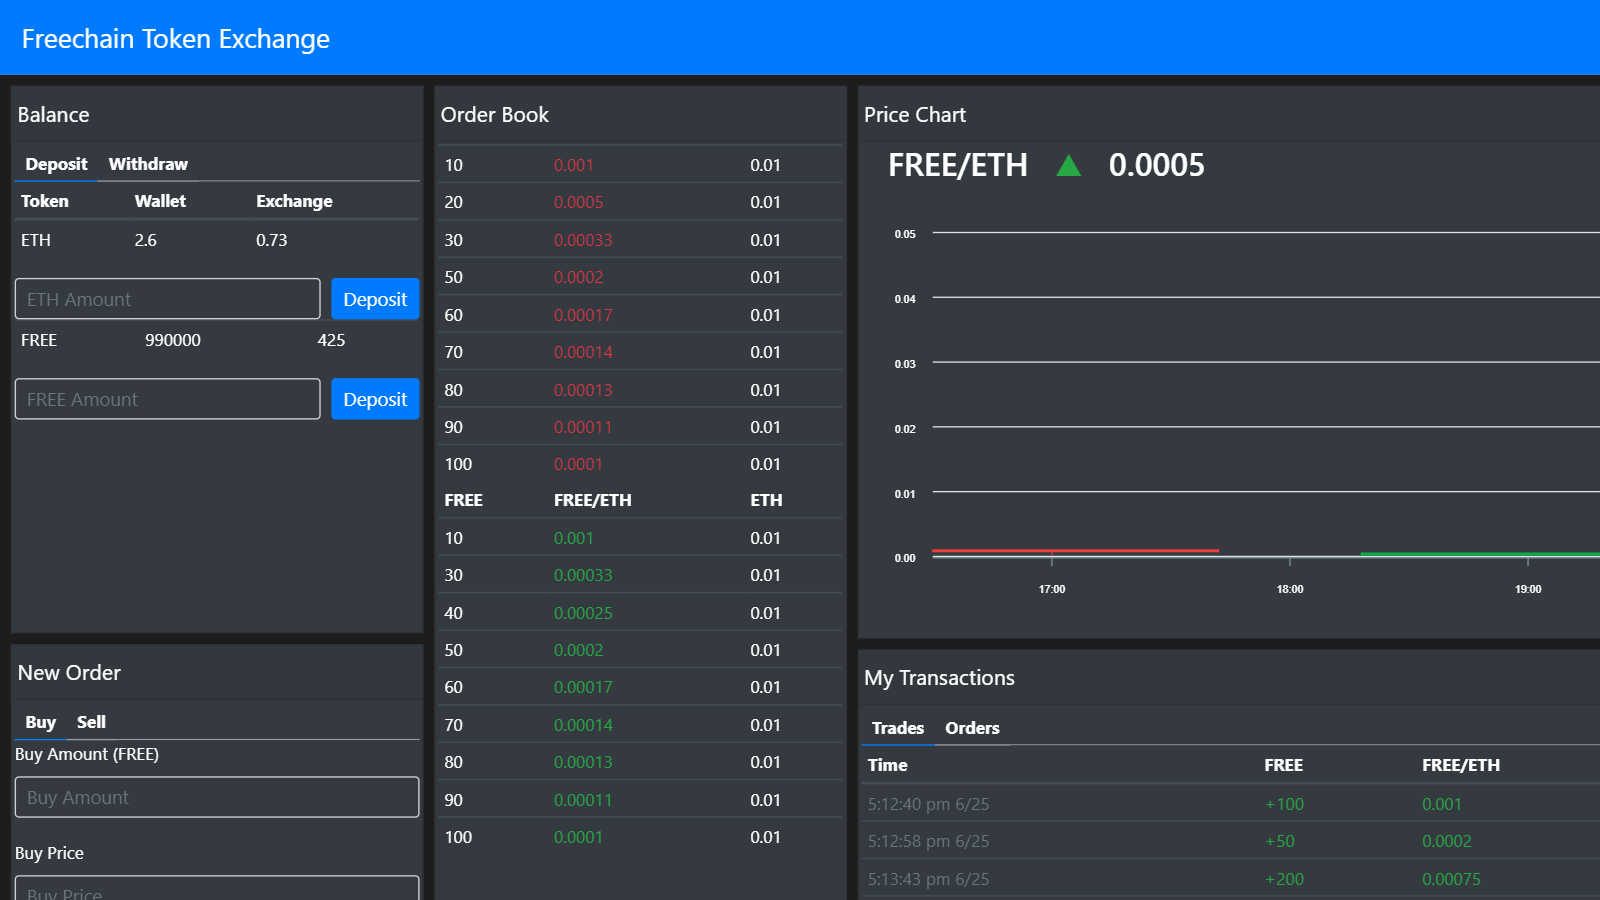 Freechain Token Exchange
Balance
Deposit Withdraw
Token Wallet Exchange
ETH 2.6 0.73
ETH Amount Deposit
FREE 990000 425
FREE Amount Deposit
New Order
Buy Sell
Buy Amount (FREE)
Buy Amount
Buy Price
Buy Price
Order Book
10 0.001 0.01
20 0.0005 0.01
30 0.00033 0.01
50 0.0002 0.01
60 0.00017 0.01
70 0.00014 0.01
80 0.00013 0.01
90 0.00011 0.01
100 0.0001 0.01
FREE FREE/ETH ETH
10 0.001 0.01
30 0.00033 0.01
40 0.00025 0.01
50 0.0002 0.01
60 0.00017 0.01
70 0.00014 0.01
80 0.00013 0.01
90 0.00011 0.01
100 0.0001 0.01
Price Chart
FREE/ETH ▲ 0.0005
0.05
0.04
0.03
0.02
0.01
0.00
17:00 18:00 19:00
My Transactions
Trades Orders
Time FREE FREE/ETH
5:12:40 pm 6/25 +100 0.001
5:12:58 pm 6/25 +50 0.0002
5:13:43 pm 6/25 +200 0.00075